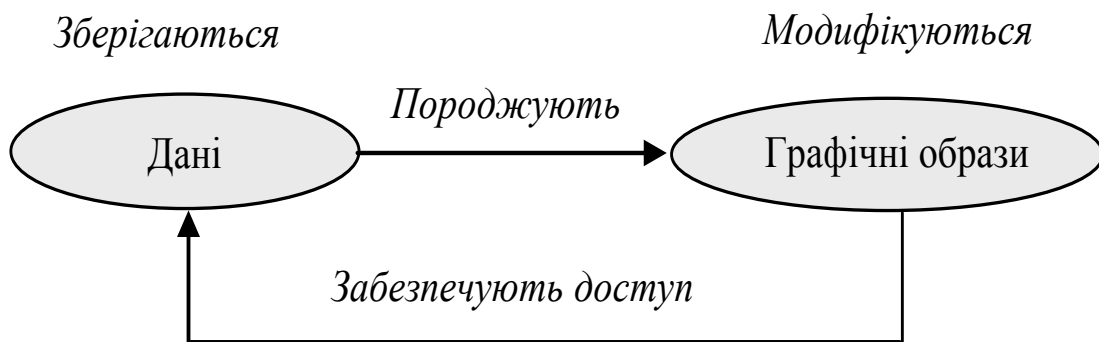 Зберігаються
Модифікуються
Породжують
Дані
Графічні образи
Забезпечують доступ